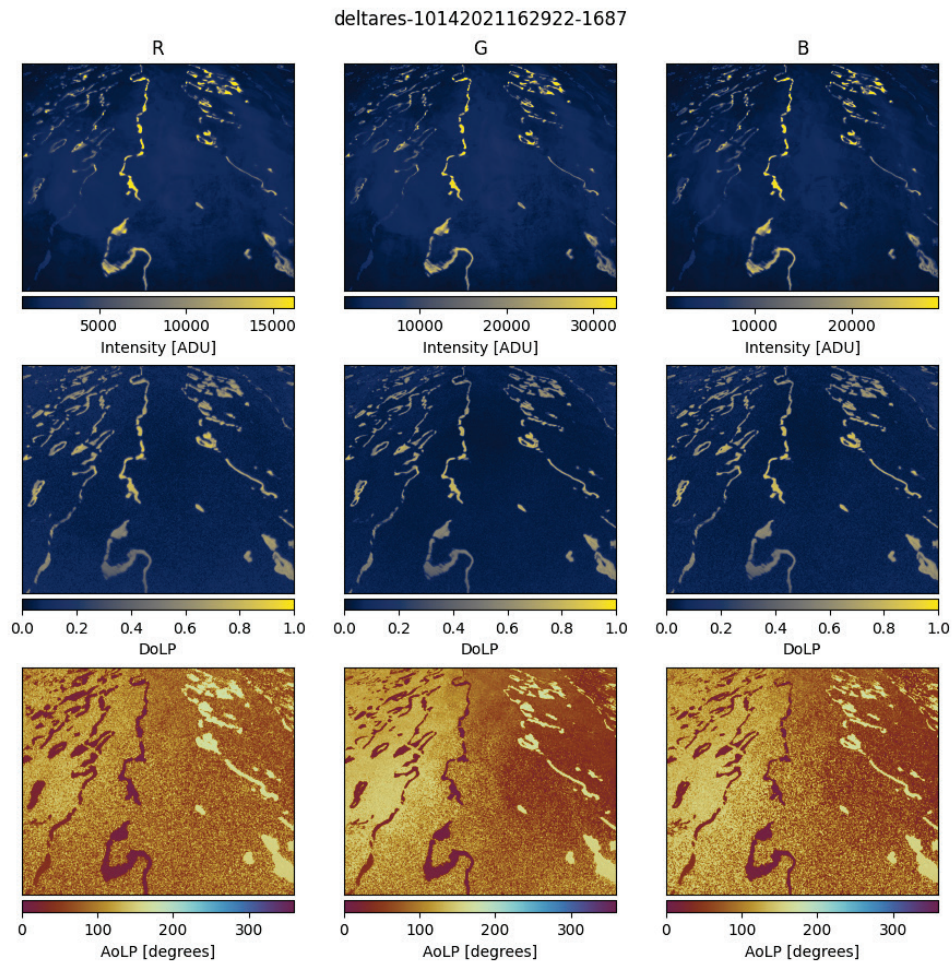 deltares-10142021162922-1687
R G B
5000 10000 15000 10000 20000 30000 10000 20000
Intensity [ADU] Intensity [ADU] Intensity [ADU]
0.0 0.2 0.4 0.6 0.8 1.0 0.0 0.2 0.4 0.6 0.8 1.0 0.0 0.2 0.4 0.6 0.8 1.0
DoLP DoLP DoLP
0 100 200 300 0 100 200 300 0 100 200 300
AoLP [degrees] AoLP [degrees] AoLP [degrees]